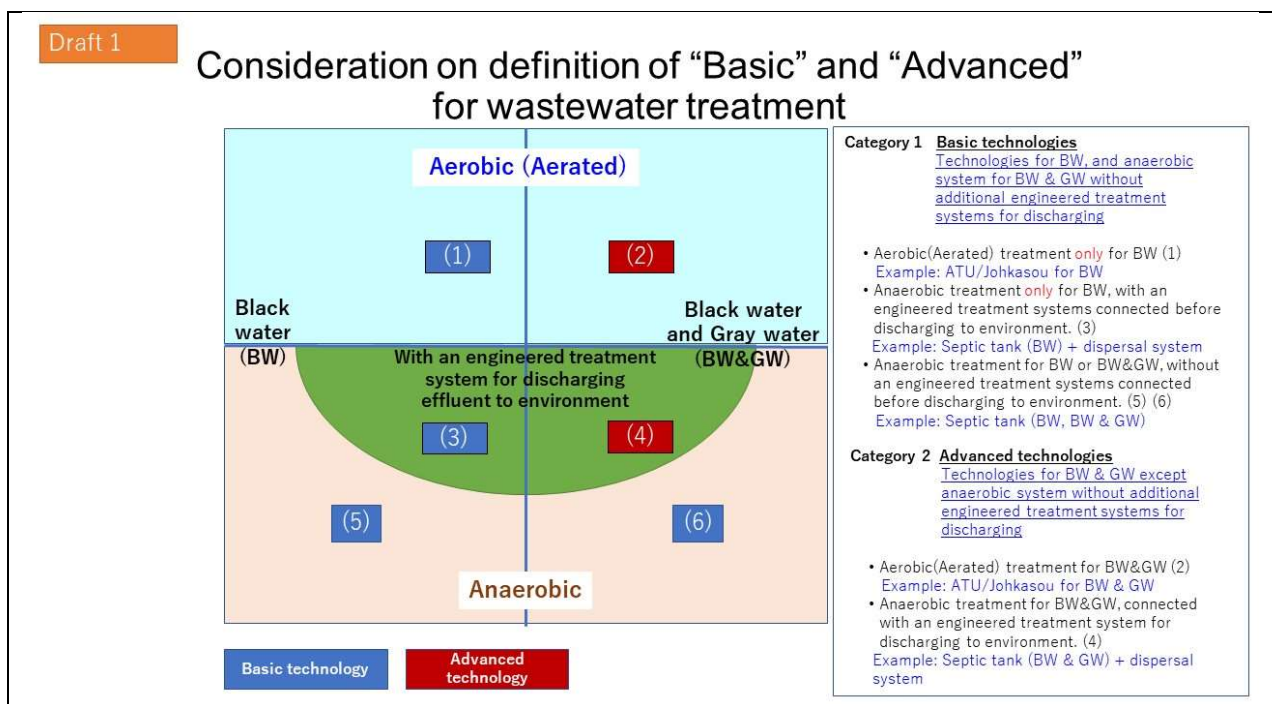 Draft 1
Consideration on definition of “Basic” and “Advanced”
for wastewater treatment
Aerobic (Aerated)
(1)
(2)
Black
water
(BW)
Black water
and Gray water
(BW&GW)
With an engineered treatment
system for discharging
effluent to environment
(3)
(4)
(5)
(6)
Anaerobic
Basic technology
Advanced
technology
Category 1 Basic technologies
Technologies for BW, and anaerobic
system for BW & GW without
additional engineered treatment
systems for discharging
• Aerobic(Aerated) treatment only for BW (1)
Example: ATU/Johkasou for BW
• Anaerobic treatment only for BW, with an
engineered treatment systems connected before
discharging to environment. (3)
Example: Septic tank (BW) + dispersal system
• Anaerobic treatment for BW or BW&GW, without
an engineered treatment systems connected
before discharging to environment. (5) (6)
Example: Septic tank (BW, BW & GW)
Category 2 Advanced technologies
Technologies for BW & GW except
anaerobic system without additional
engineered treatment systems for
discharging
• Aerobic(Aerated) treatment for BW&GW (2)
Example: ATU/Johkasou for BW & GW
• Anaerobic treatment for BW&GW, connected
with an engineered treatment system for
discharging to environment. (4)
Example: Septic tank (BW & GW) + dispersal
system